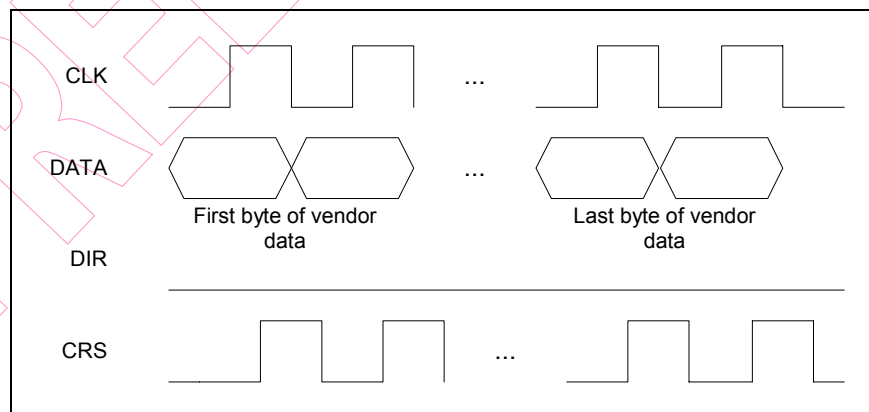 CLK
...
DATA
...
First byte of vendor
data
Last byte of vendor
data
DIR
CRS
...